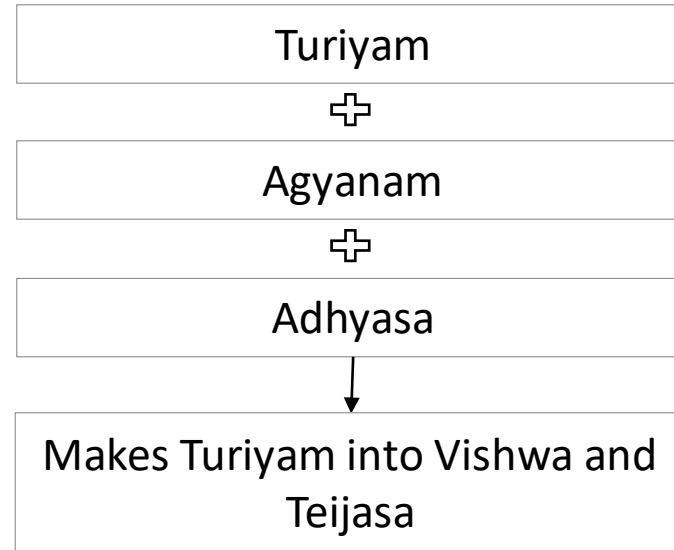 Turiyam
Agyanam
Adhyasa
Makes Turiyam into Vishwa and
Teijasa